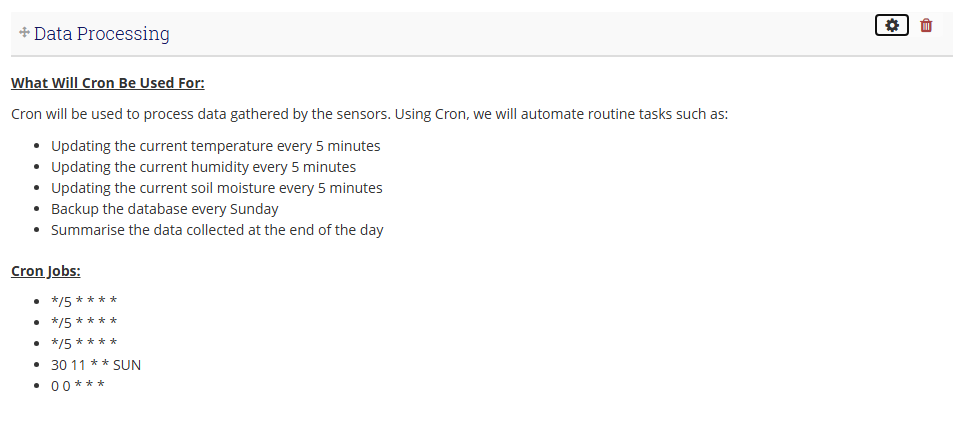 Data Processing
What Will Cron Be Used For:
Cron will be used to process data gathered by the sensors. Using Cron, we will automate routine tasks such as:
• Updating the current temperature every 5 minutes
• Updating the current humidity every 5 minutes
• Updating the current soil moisture every 5 minutes
• Backup the database every Sunday
• Summarise the data collected at the end of the day
Cron Jobs:
• */5 * * * *
• */5 * * * *
• */5 * * * *
• 30 11 * * SUN
• 0 0 * * *